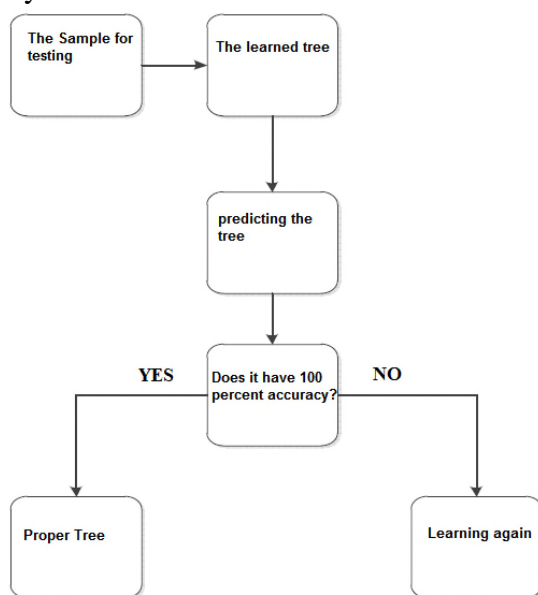 The Sample for
testing
The learned tree
predicting the
tree
Does it have 100
percent accuracy?
YES
NO
Proper Tree
Learning again